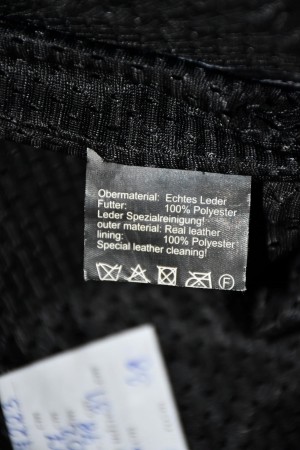 Obermaterial: Echtes Leder
Futter: 100% Polyester
Leder Spezialreinigung!
outer material: Real leather
lining: 100% Polyester
Special leather cleaning!
F